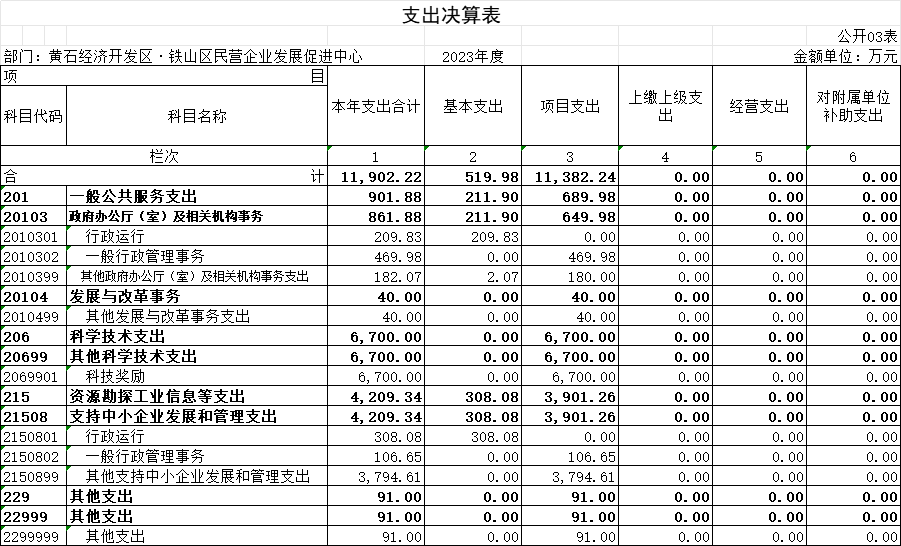 支出决算表
公开03表
部门：黄石经济开发区·铁山区民营企业发展促进中心 2023年度 金额单位：万元
项 目 本年支出合计 基本支出 项目支出 上缴上级支出 经营支出 对附属单位补助支出
科目代码 科目名称
栏次 1 2 3 4 5 6
合 计 11,902.22 519.98 11,382.24 0.00 0.00 0.00
201 一般公共服务支出 901.88 211.90 689.98 0.00 0.00 0.00
20103 政府办公厅（室）及相关机构事务 861.88 211.90 649.98 0.00 0.00 0.00
2010301 行政运行 209.83 209.83 0.00 0.00 0.00 0.00
2010302 一般行政管理事务 469.98 0.00 469.98 0.00 0.00 0.00
2010399 其他政府办公厅（室）及相关机构事务支出 182.07 2.07 180.00 0.00 0.00 0.00
20104 发展与改革事务 40.00 0.00 40.00 0.00 0.00 0.00
2010499 其他发展与改革事务支出 40.00 0.00 40.00 0.00 0.00 0.00
206 科学技术支出 6,700.00 0.00 6,700.00 0.00 0.00 0.00
20699 其他科学技术支出 6,700.00 0.00 6,700.00 0.00 0.00 0.00
2069901 科技奖励 6,700.00 0.00 6,700.00 0.00 0.00 0.00
215 资源勘探工业信息等支出 4,209.34 308.08 3,901.26 0.00 0.00 0.00
21508 支持中小企业发展和管理支出 4,209.34 308.08 3,901.26 0.00 0.00 0.00
2150801 行政运行 308.08 308.08 0.00 0.00 0.00 0.00
2150802 一般行政管理事务 106.65 0.00 106.65 0.00 0.00 0.00
2150899 其他支持中小企业发展和管理支出 3,794.61 0.00 3,794.61 0.00 0.00 0.00
229 其他支出 91.00 0.00 91.00 0.00 0.00 0.00
22999 其他支出 91.00 0.00 91.00 0.00 0.00 0.00
2299999 其他支出 91.00 0.00 91.00 0.00 0.00 0.00